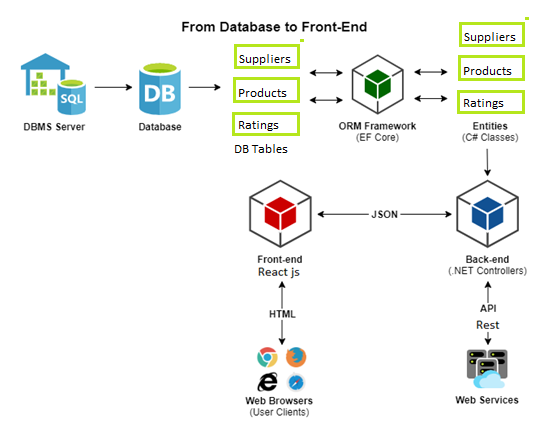 From Database to Front-End
Suppliers
Products
Ratings
DB Tables
SQL
DBMS Server
DB
Database
ORM Framework
(EF Core)
Suppliers
Products
Ratings
Entities
(C# Classes)
Front-end
React js
JSON
Back-end
(.NET Controllers)
HTML
API
Rest
Web Browsers
(User Clients)
Web Services